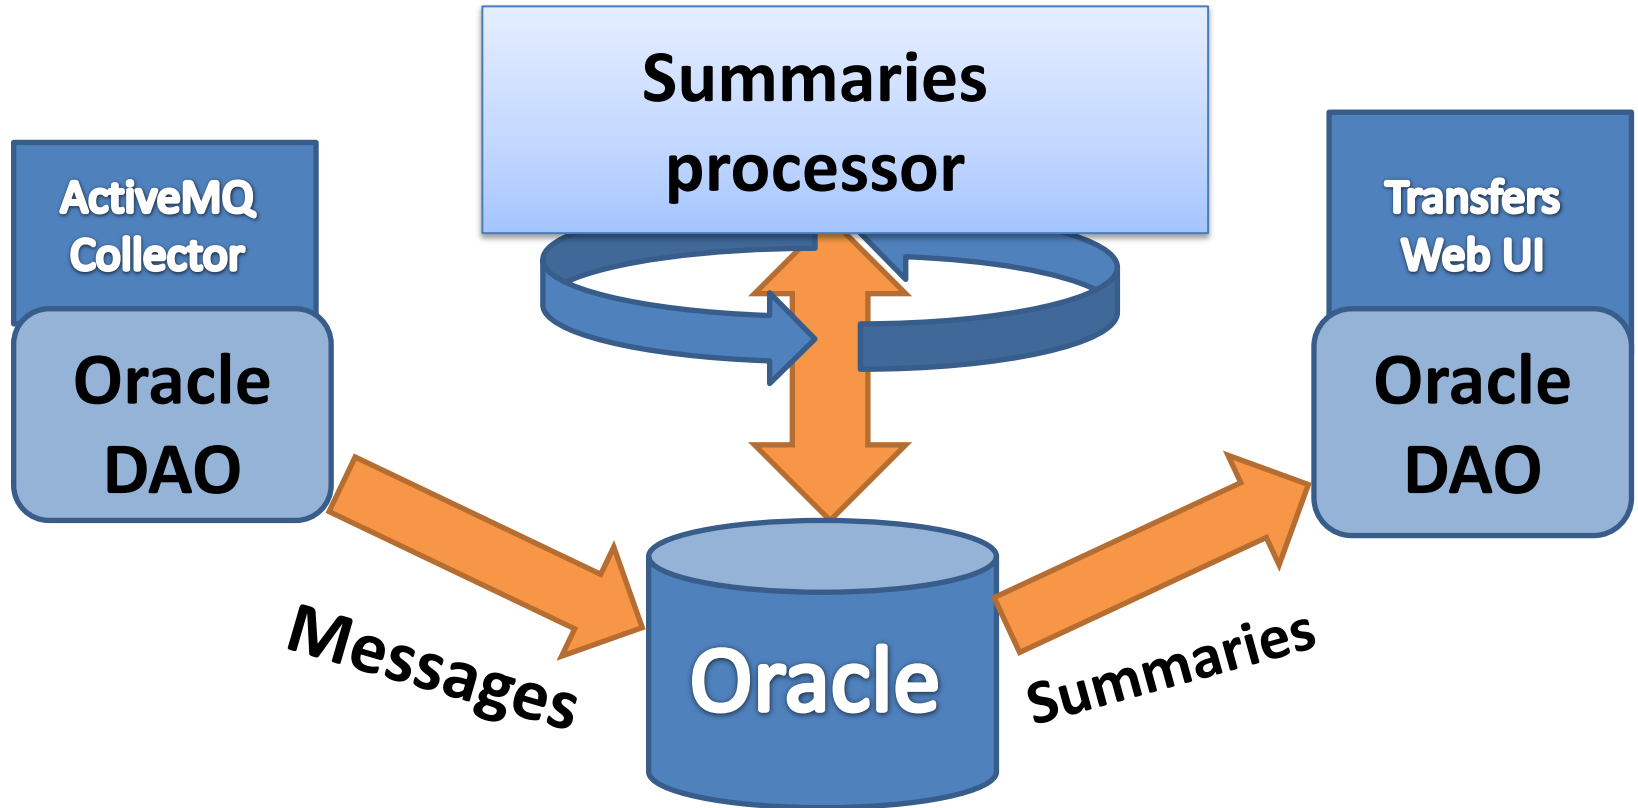 Summaries
processor
ActiveMQ
Collector
Oracle
DAO
Transfers
Web UI
Oracle
DAO
Messages
Oracle
Summaries